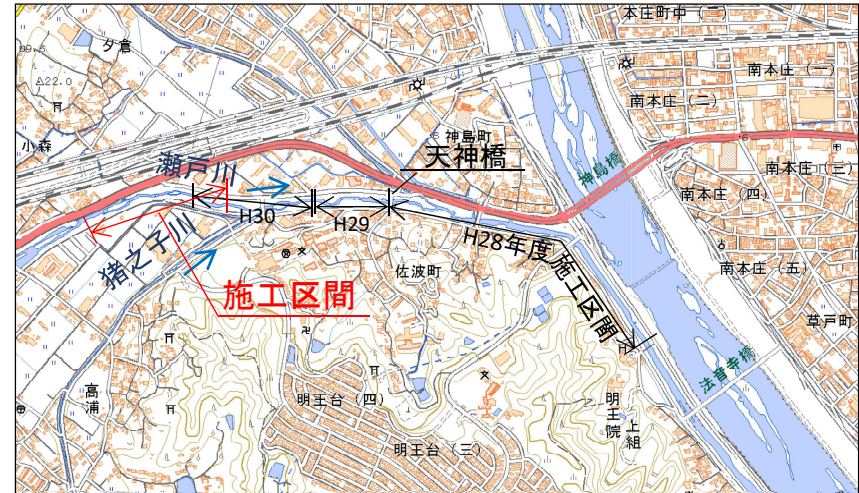 本庄町中（二）
夕倉
南本庄（一）
△22.0
南本庄（二）
神島町
小森
天神橋
瀬戸川
神島橋
南本庄（三）
南本庄（四）
H30
H29
猪之子川
H28年度施工区間
佐波町
南本庄（五）
施工区間
草戸町
法音寺橋
高浦
明王台（四）
明王院
上組
明王台（三）